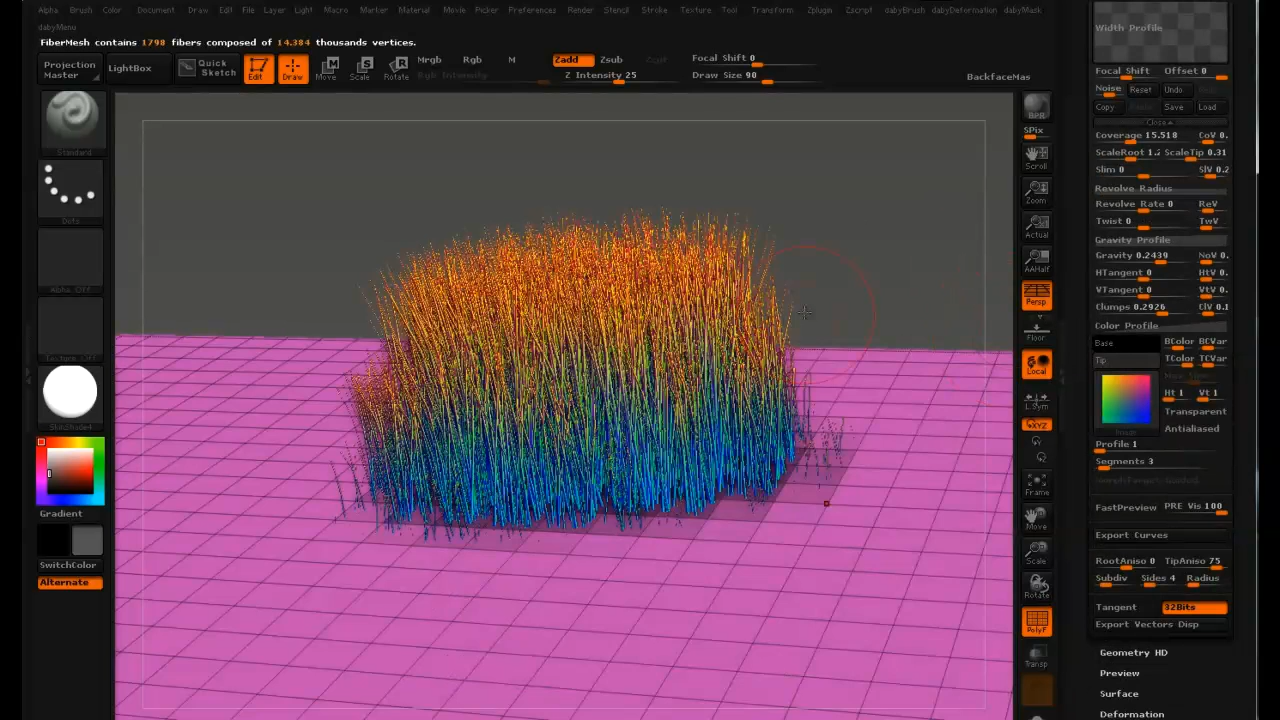 Alpha Brush Color Document Draw Edit File Layer Light Macro Marker Material Movie Picker Preferences Render Stencil Stroke Texture Tool Transform Zplugin Zscript dabyBrush dabyDeformation dabyMask
dabyMenu
FiberMesh contains 1798 fibers composed of 14.384 thousands vertices.
Projection Master
LightBox
Quick Sketch
Edit
Draw
Move
Scale
Rotate
Mrgb Rgb M
Rgb Intensity
Zadd Zsub Zcut
Z Intensity 25
Focal Shift 0
Draw Size 90
BackfaceMas
Standard
Dots
Alpha Off
Texture Off
SkinShade4
Gradient
SwitchColor
Alternate
BPR
SPix
Scroll
Zoom
Actual
AAHalf
Persp
Floor
Local
L.Sym
XYZ
Frame
Move
Scale
Rotate
PolyF
Transp
Width Profile
Focal Shift Offset 0
Noise Reset Undo
Copy Save Load
Close
Coverage 15.518 CoV 0.
ScaleRoot 1. ScaleTip 0.31
Slim 0 SlV 0.2
Revolve Radius
Revolve Rate 0 ReV
Twist 0 TwV
Gravity Profile
Gravity 0.2439 NoV 0.
HTangent 0 HtV 0.
VTangent 0 VtV 0.
Clumps 0.2926 ClV 0.1
Color Profile
Base BColor BCVar
Tip TColor TCVar
Ht 1 Vt 1
Transparent
Antialiased
Image
Profile 1
Segments 3
FastPreview PRE Vis 100
Export Curves
RootAniso 0 TipAniso 75
Subdiv Sides 4 Radius
Tangent 32Bits
Export Vectors Disp
Geometry HD
Preview
Surface
Deformation